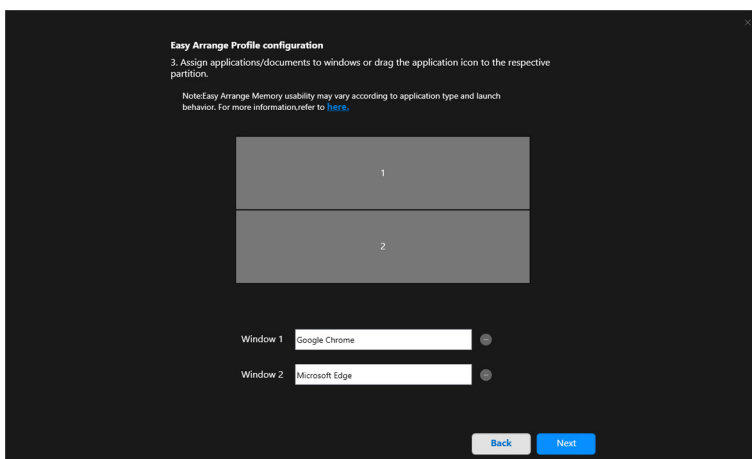 Easy Arrange Profile configuration
3. Assign applications/documents to windows or drag the application icon to the respective
partition.
Note:Easy Arrange Memory usability may vary according to application type and launch
behavior. For more information,refer to here.
1
2
Window 1 Google Chrome
Window 2 Microsoft Edge
Back Next